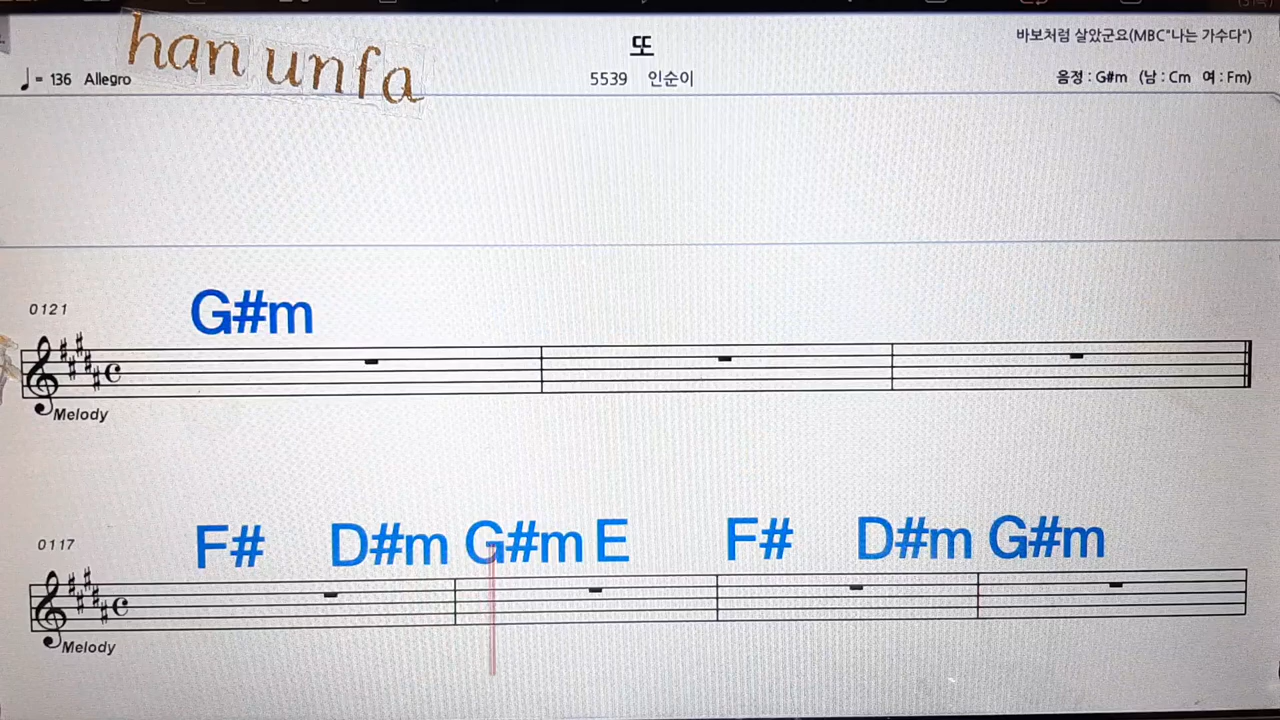 han unfa
또
바보처럼 살았군요(MBC"나는 가수다")
♩= 136 Allegro
5539 인순이
음정 : G#m (남 : Cm 여 : Fm)
0121
G#m
Melody
0117
F# D#m G#m E F# D#m G#m
Melody